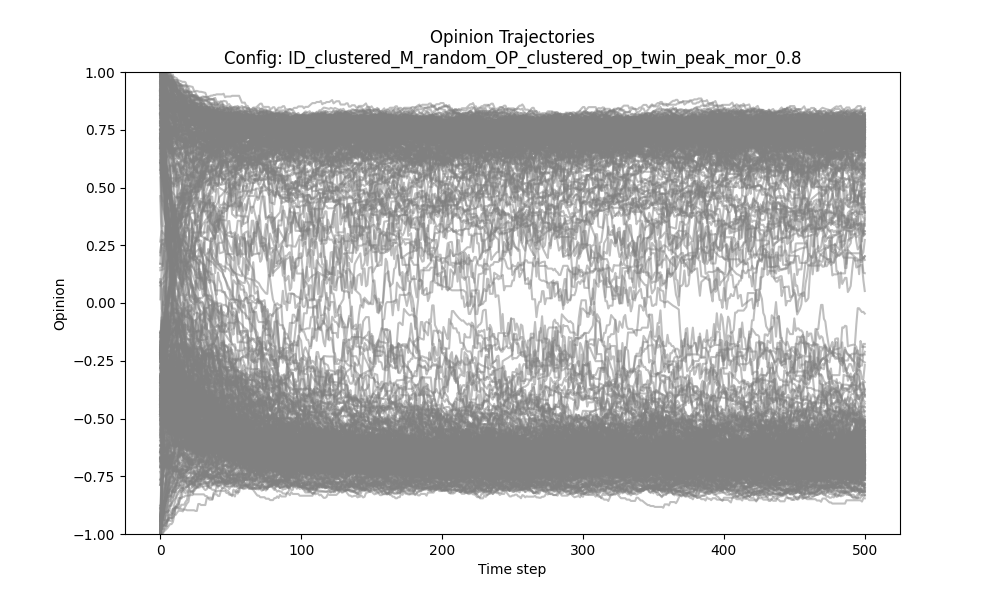 Opinion Trajectories
Config: ID_clustered_M_random_OP_clustered_op_twin_peak_mor_0.8
1.00
0.75
0.50
0.25
0.00
−0.25
−0.50
−0.75
−1.00
Opinion
0 100 200 300 400 500
Time step